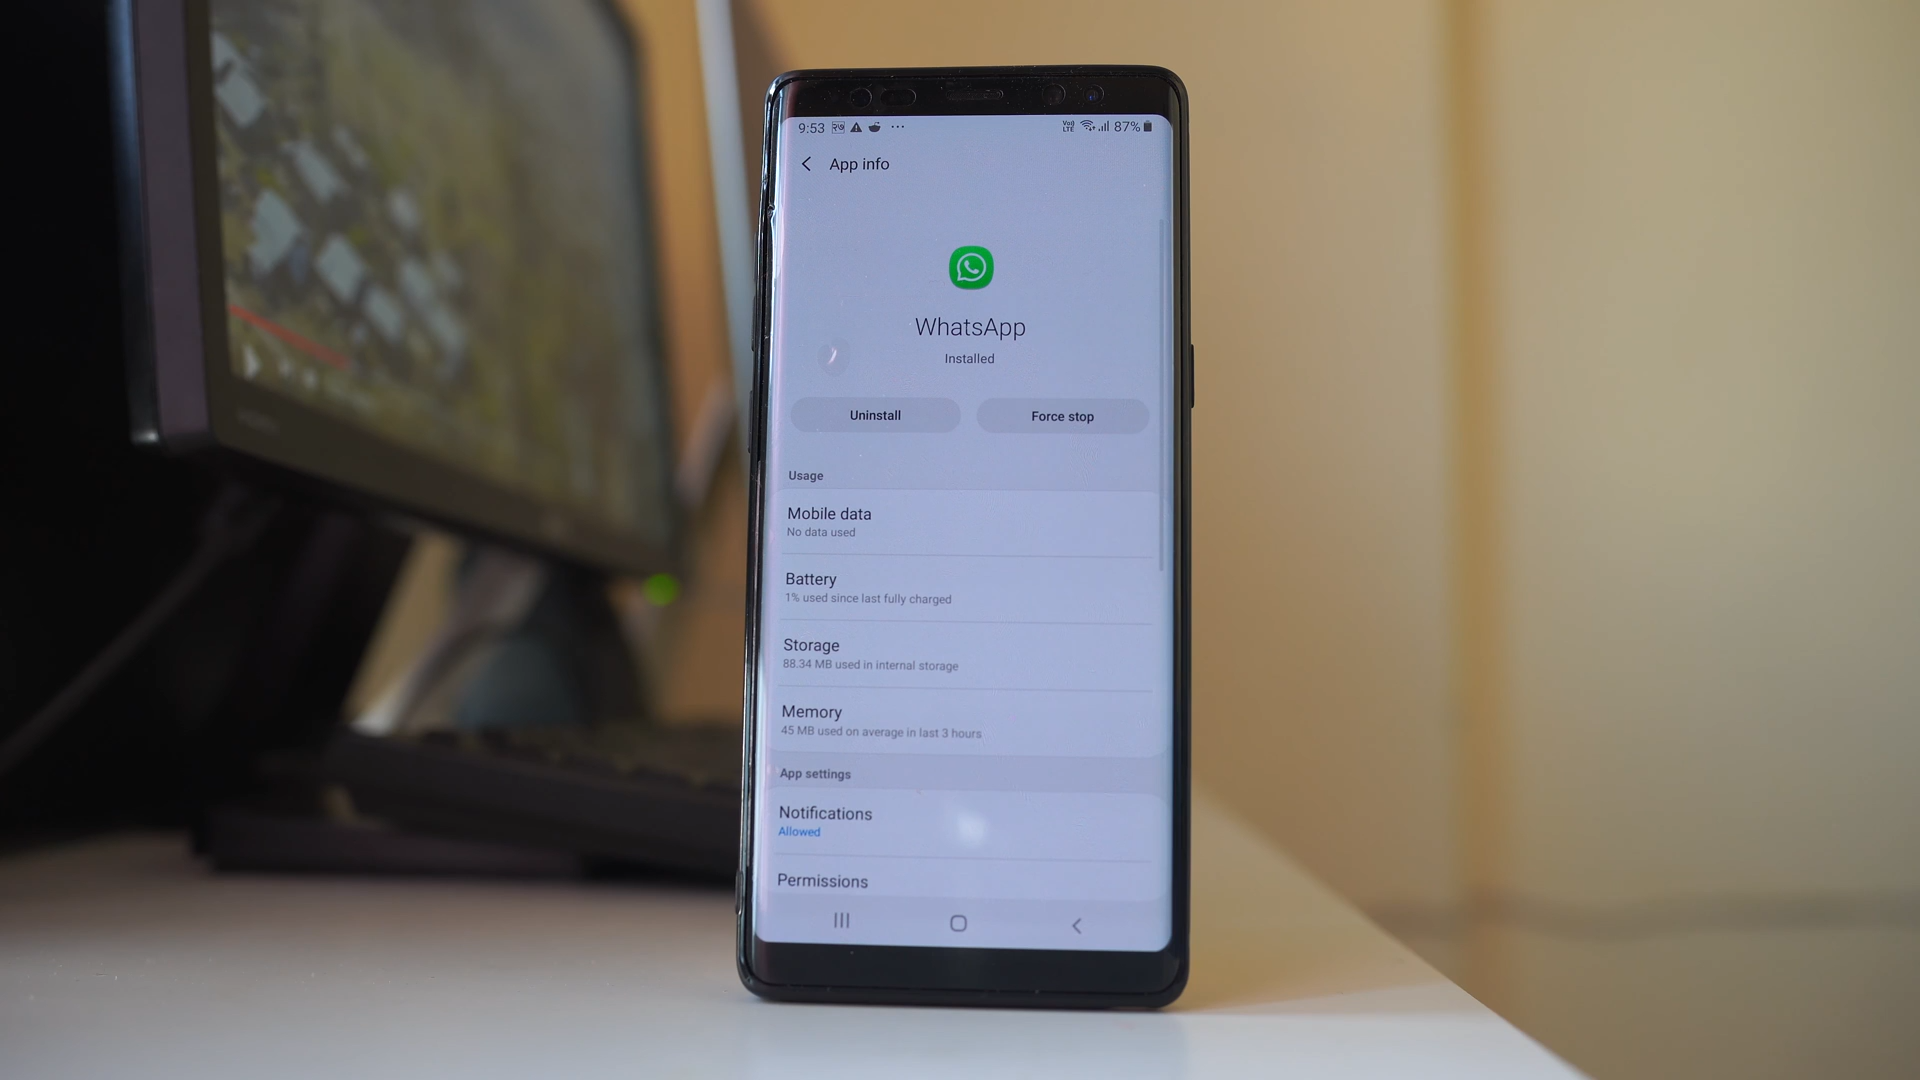 9:53 87%
App info
WhatsApp
Installed
Uninstall Force stop
Usage
Mobile data
No data used
Battery
1% used since last fully charged
Storage
88.34 MB used in internal storage
Memory
45 MB used on average in last 3 hours
App settings
Notifications
Allowed
Permissions